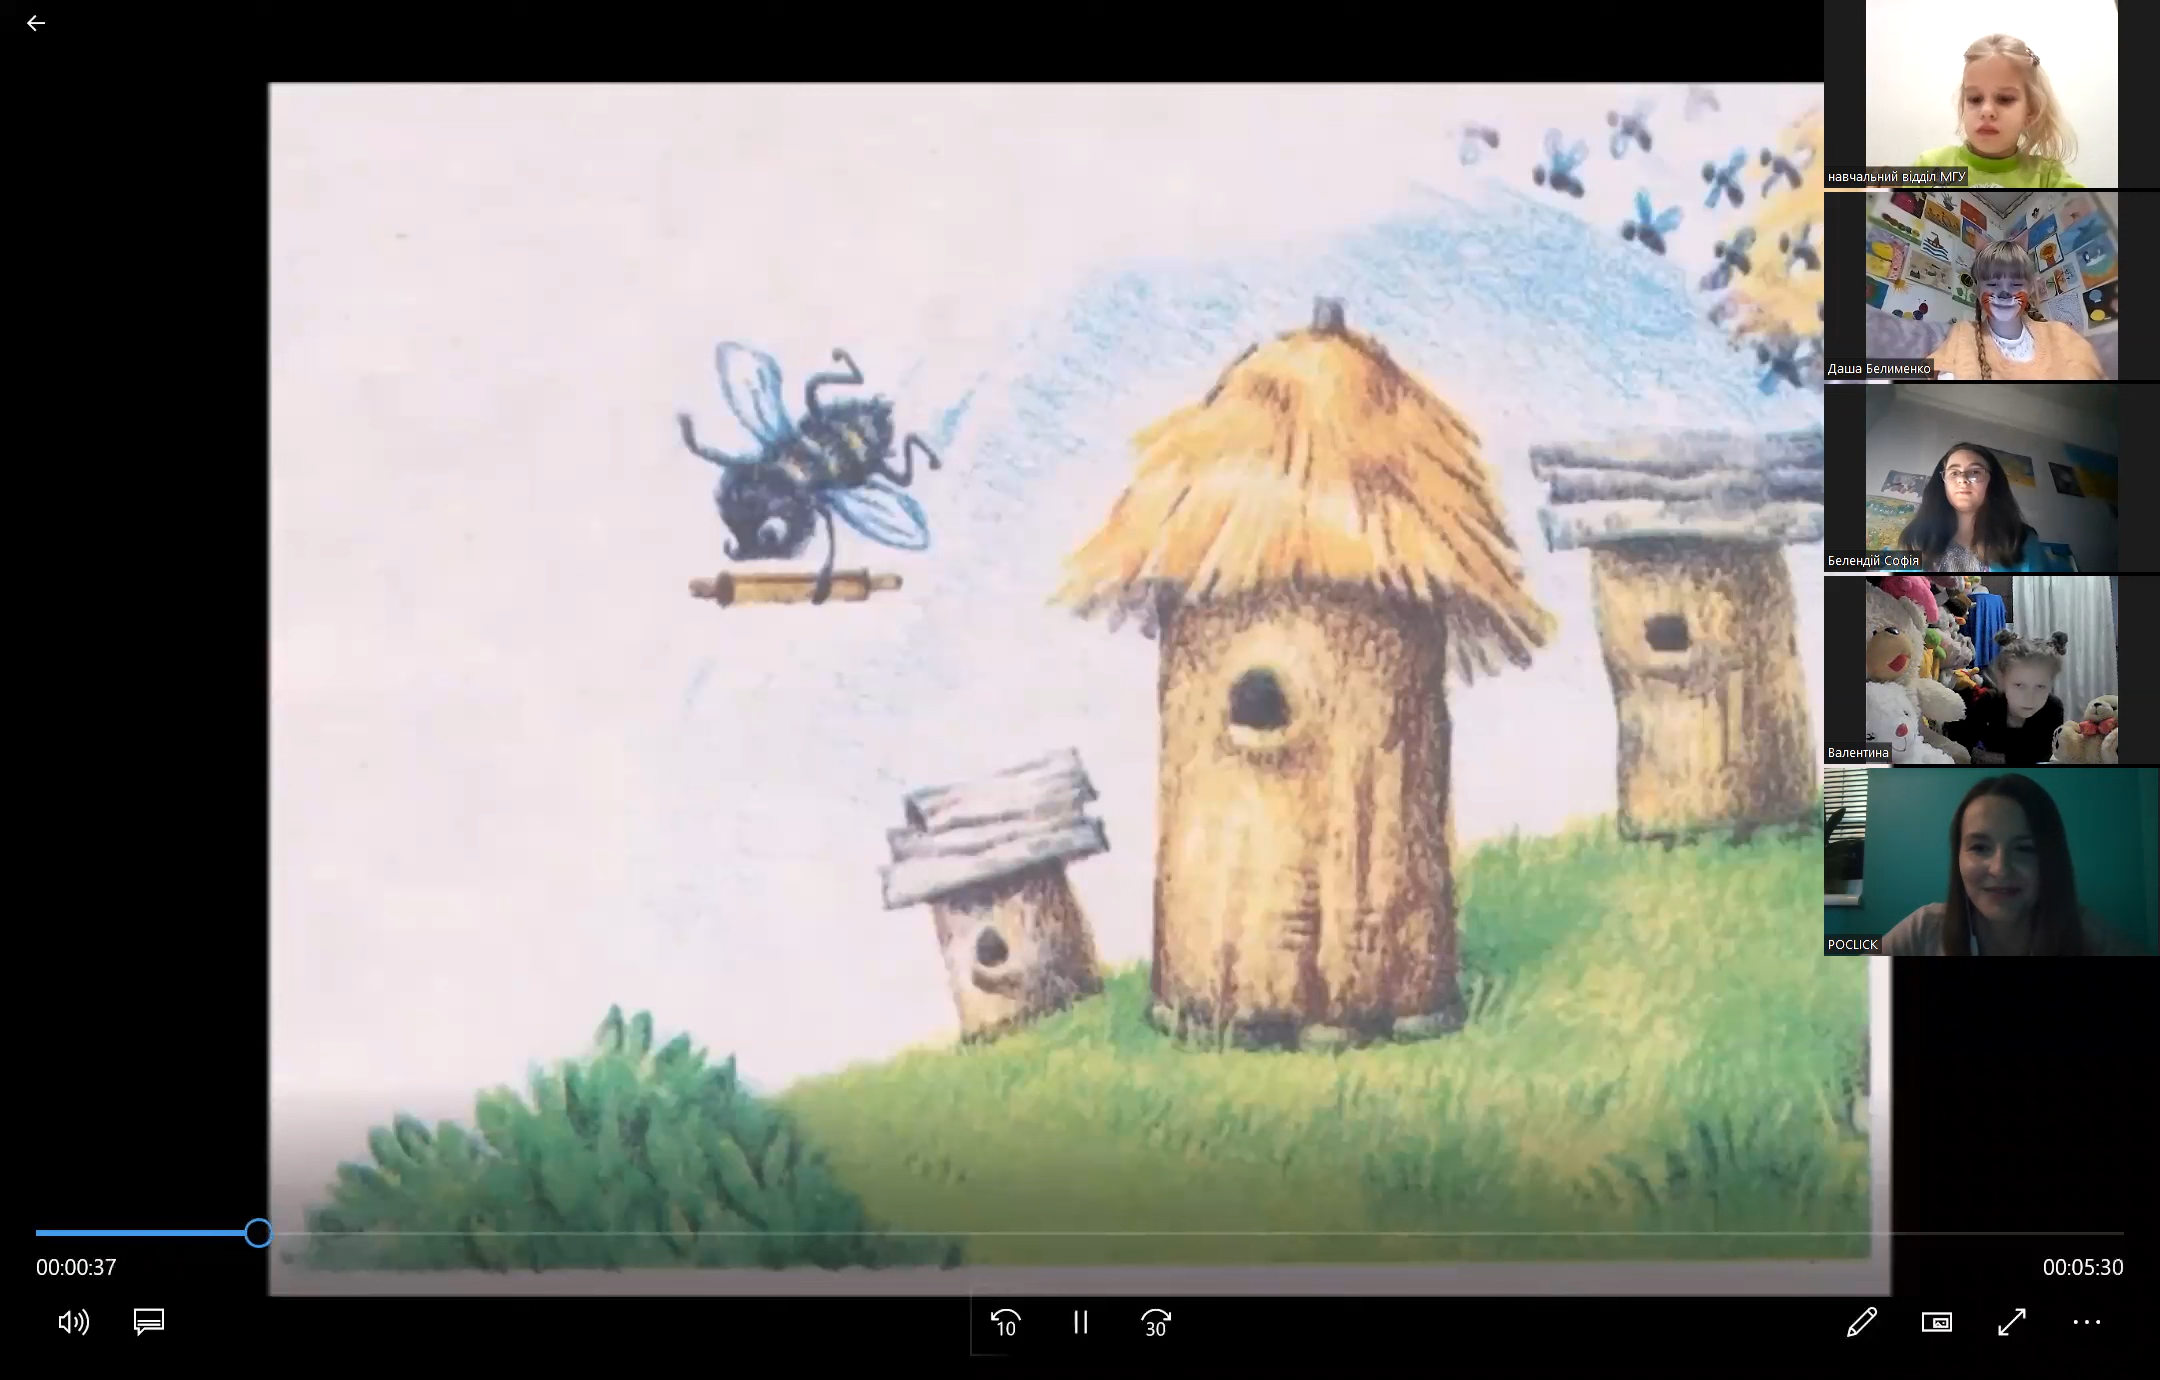 навчальний відділ МГУ
Даша Белименко
Белендій Софія
Валентина
POCLICK
00:00:37
00:05:30
10
30